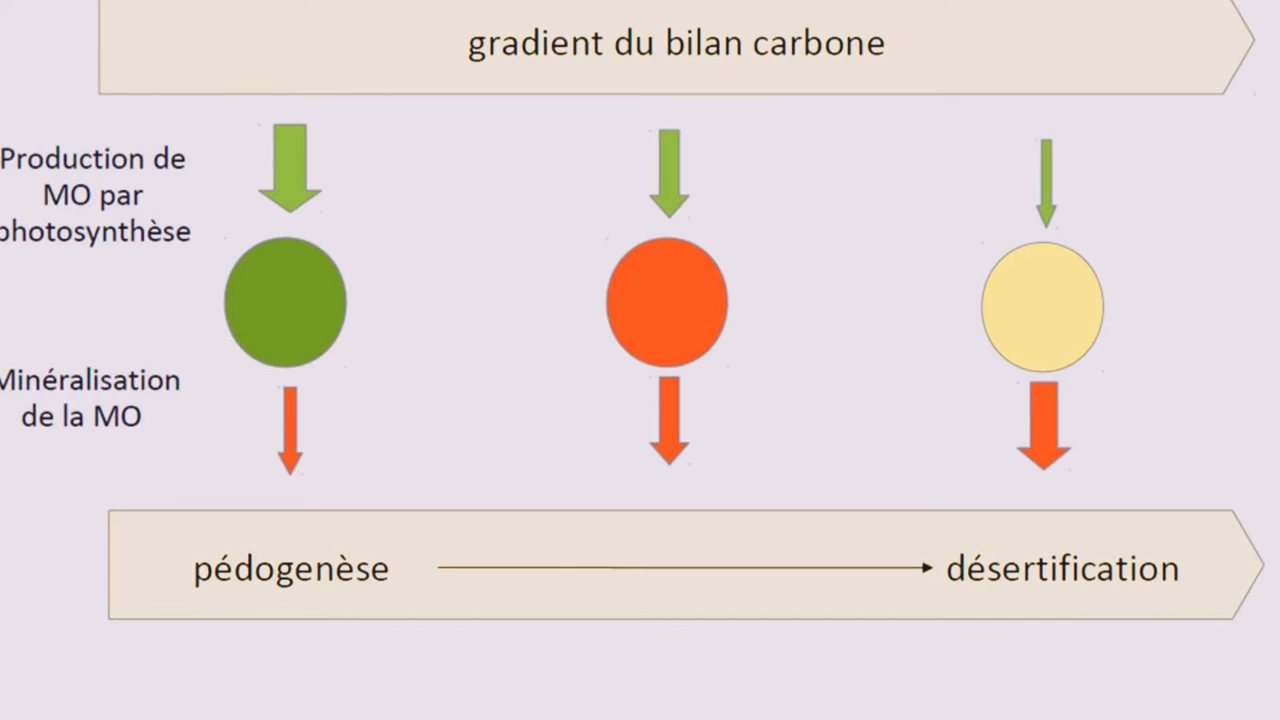 gradient du bilan carbone
Production de
MO par
photosynthèse
Minéralisation
de la MO
pédogenèse
désertification